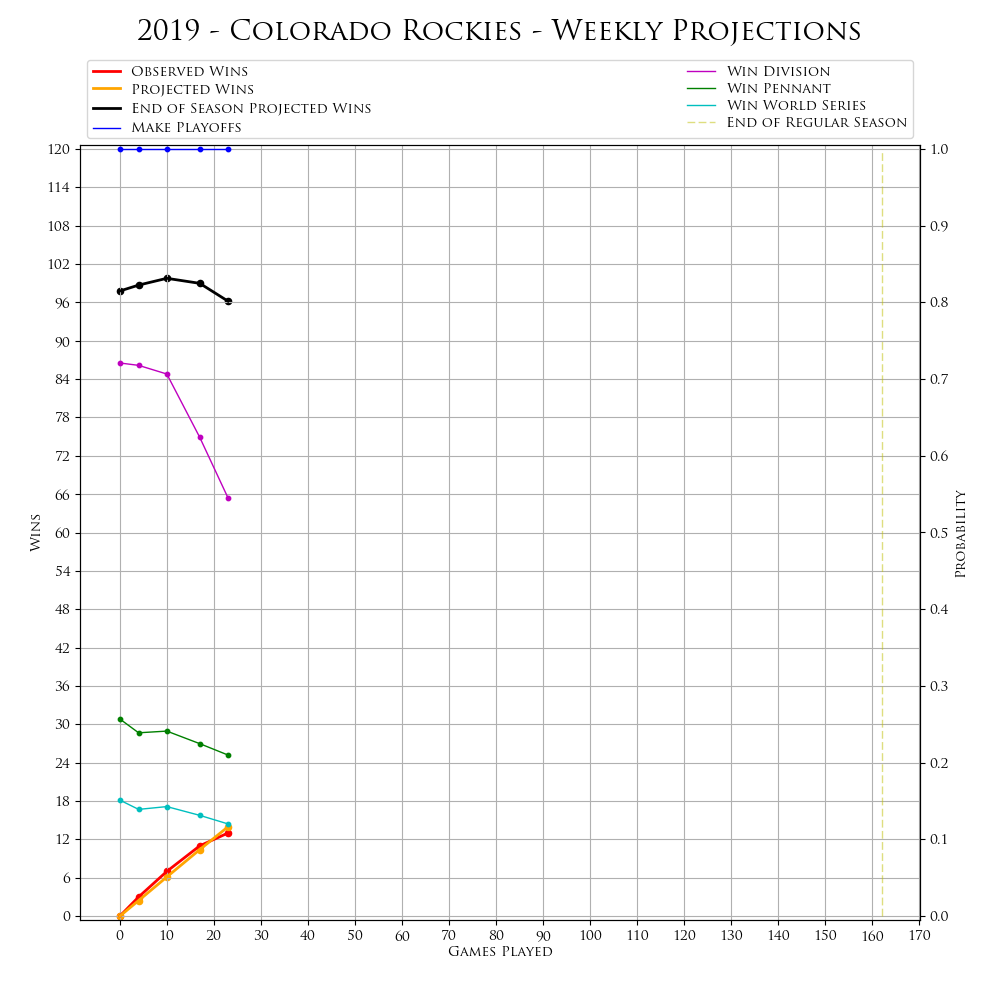 2019 - Colorado Rockies - Weekly Projections
Observed Wins
Projected Wins
End of Season Projected Wins
Make Playoffs
Win Division
Win Pennant
Win World Series
End of Regular Season
120
114
108
102
96
90
84
78
72
66
60
54
48
42
36
30
24
18
12
6
0
Wins
1.0
0.9
0.8
0.7
0.6
0.5
0.4
0.3
0.2
0.1
0.0
Probability
0 10 20 30 40 50 60 70 80 90 100 110 120 130 140 150 160 170
Games Played